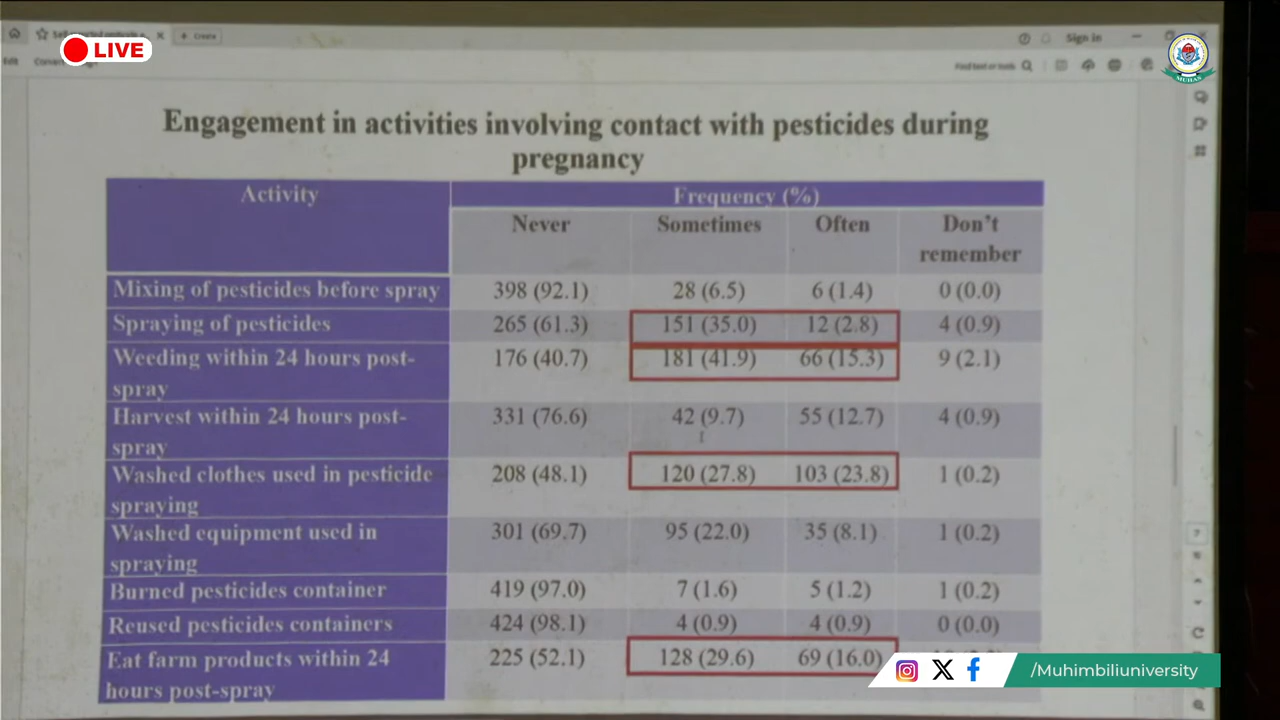 LIVE
Create
Sign in
Edit
Find text or tools
MUHAS
Engagement in activities involving contact with pesticides during
pregnancy
Activity
Frequency (%)
Never Sometimes Often Don't
remember
Mixing of pesticides before spray 398 (92.1) 28 (6.5) 6 (1.4) 0 (0.0)
Spraying of pesticides 265 (61.3) 151 (35.0) 12 (2.8) 4 (0.9)
Weeding within 24 hours post- 176 (40.7) 181 (41.9) 66 (15.3) 9 (2.1)
spray
Harvest within 24 hours post- 331 (76.6) 42 (9.7) 55 (12.7) 4 (0.9)
spray
Washed clothes used in pesticide 208 (48.1) 120 (27.8) 103 (23.8) 1 (0.2)
spraying
Washed equipment used in 301 (69.7) 95 (22.0) 35 (8.1) 1 (0.2)
spraying
Burned pesticides container 419 (97.0) 7 (1.6) 5 (1.2) 1 (0.2)
Reused pesticides containers 424 (98.1) 4 (0.9) 4 (0.9) 0 (0.0)
Eat farm products within 24 225 (52.1) 128 (29.6) 69 (16.0)
hours post-spray
/Muhimbiliuniversity